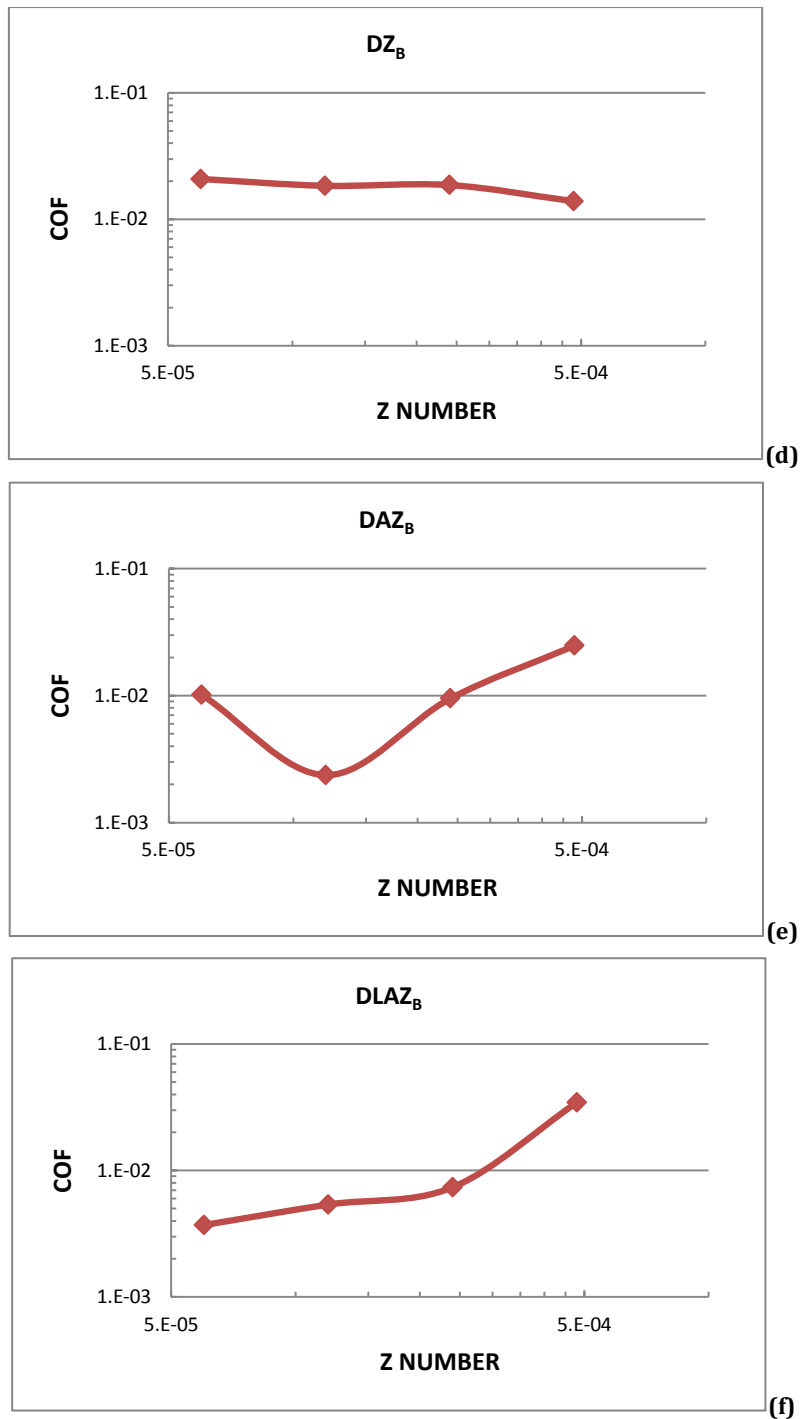 DZB
1.E-01
1.E-02
1.E-03
COF
5.E-05 5.E-04
Z NUMBER
(d)
DAZB
1.E-01
1.E-02
1.E-03
COF
5.E-05 5.E-04
Z NUMBER
(e)
DLAZB
1.E-01
1.E-02
1.E-03
COF
5.E-05 5.E-04
Z NUMBER
(f)